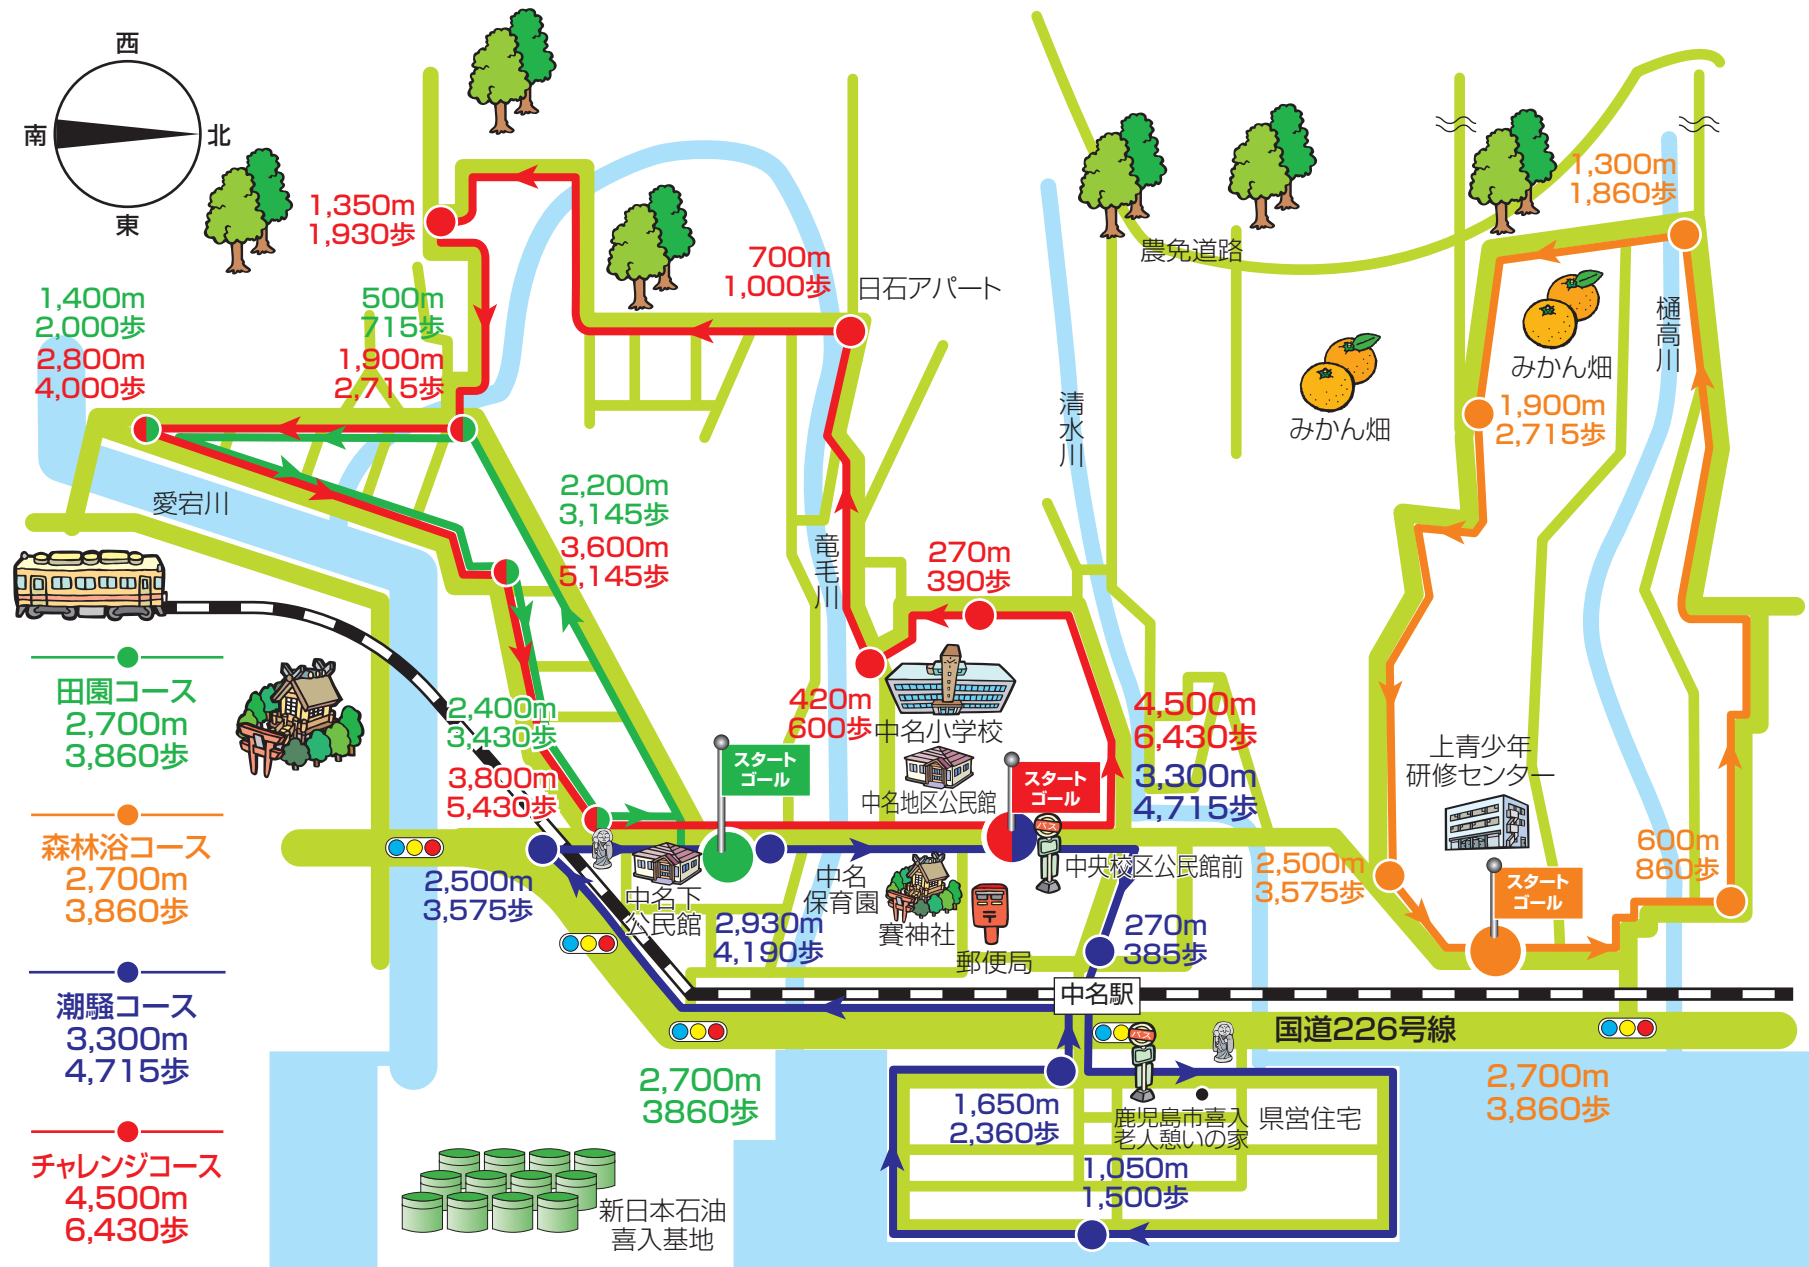 西
南
北
東
1,350m
1,930歩
700m
1,000歩
日石アパート
農免道路
1,300m
1,860歩
樋高川
みかん畑
みかん畑
1,900m
2,715歩
1,400m
2,000歩
2,800m
4,000歩
500m
715歩
1,900m
2,715歩
清水川
愛宕川
2,200m
3,145歩
3,600m
5,145歩
竜毛川
270m
390歩
420m
600歩
中名小学校
中名地区公民館
4,500m
6,430歩
3,300m
4,715歩
上青少年
研修センター
田園コース
2,700m
3,860歩
2,400m
3,430歩
3,800m
5,430歩
スタート
ゴール
スタート
ゴール
バス
中央校区公民館前
2,500m
3,575歩
スタート
ゴール
600m
860歩
森林浴コース
2,700m
3,860歩
2,500m
3,575歩
中名下
公民館
中名
保育園
賽神社
〒
郵便局
2,930m
4,190歩
270m
385歩
中名駅
国道226号線
潮騒コース
3,300m
4,715歩
バス
2,700m
3860歩
1,650m
2,360歩
鹿児島市喜入
老人憩いの家
県営住宅
2,700m
3,860歩
1,050m
1,500歩
チャレンジコース
4,500m
6,430歩
新日本石油
喜入基地